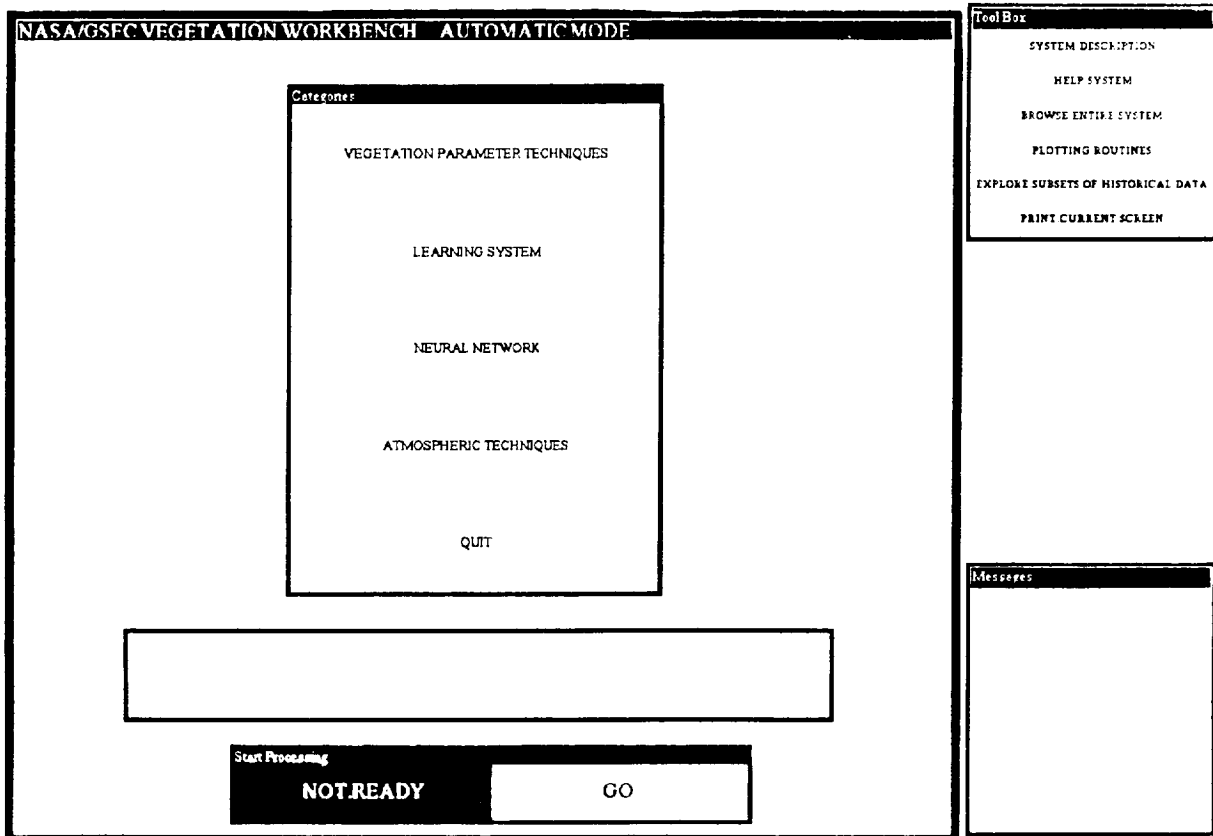 NASA/GSFC VEGETATION WORKBENCH AUTOMATIC MODE
Categories
VEGETATION PARAMETER TECHNIQUES
LEARNING SYSTEM
NEURAL NETWORK
ATMOSPHERIC TECHNIQUES
QUIT
Start Processing
NOT.READY GO
Tool Box
SYSTEM DESCRIPTION
HELP SYSTEM
BROWSE ENTIRE SYSTEM
PLOTTING ROUTINES
EXPLORE SUBSETS OF HISTORICAL DATA
PRINT CURRENT SCREEN
Messages